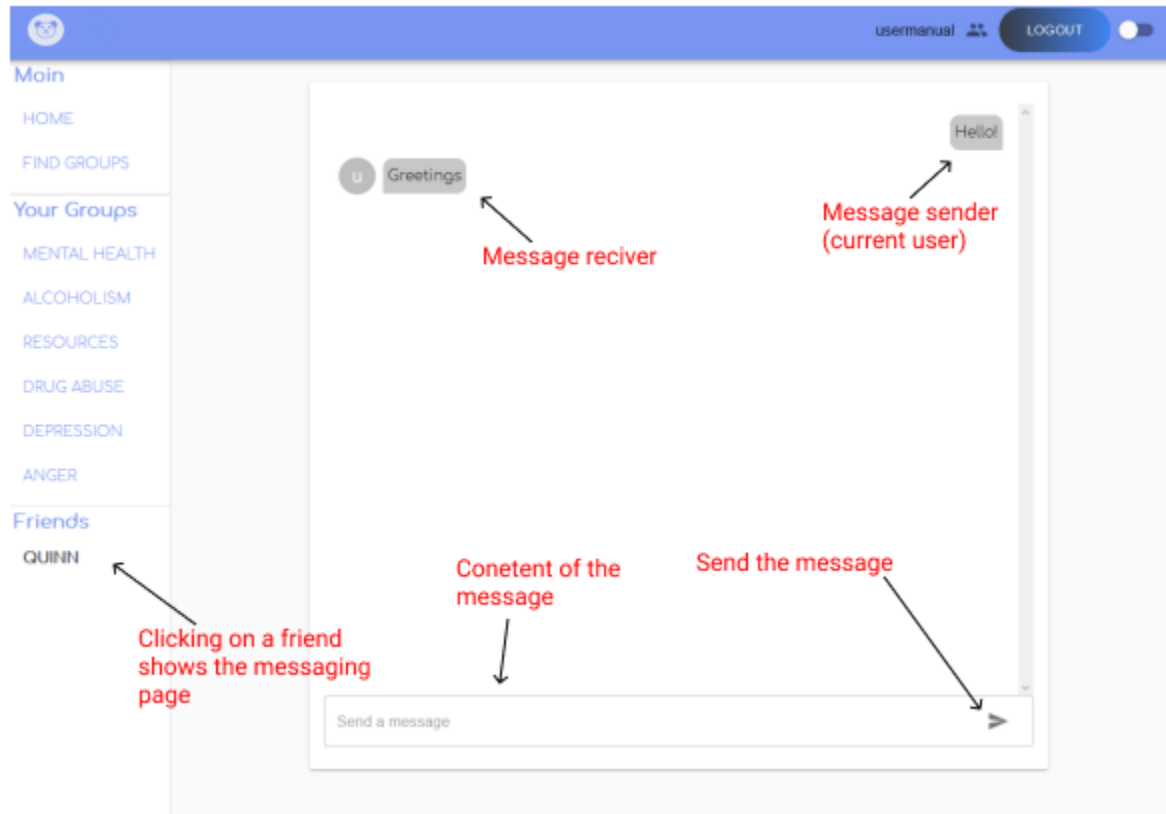 usermanual
LOGOUT
Moin
HOME
FIND GROUPS
Your Groups
MENTAL HEALTH
ALCOHOLISM
RESOURCES
DRUG ABUSE
DEPRESSION
ANGER
Friends
QUINN
Hello!
u
Greetings
Message sender
(current user)
Message reciver
Clicking on a friend
shows the messaging
page
Conetent of the
message
Send the message
Send a message